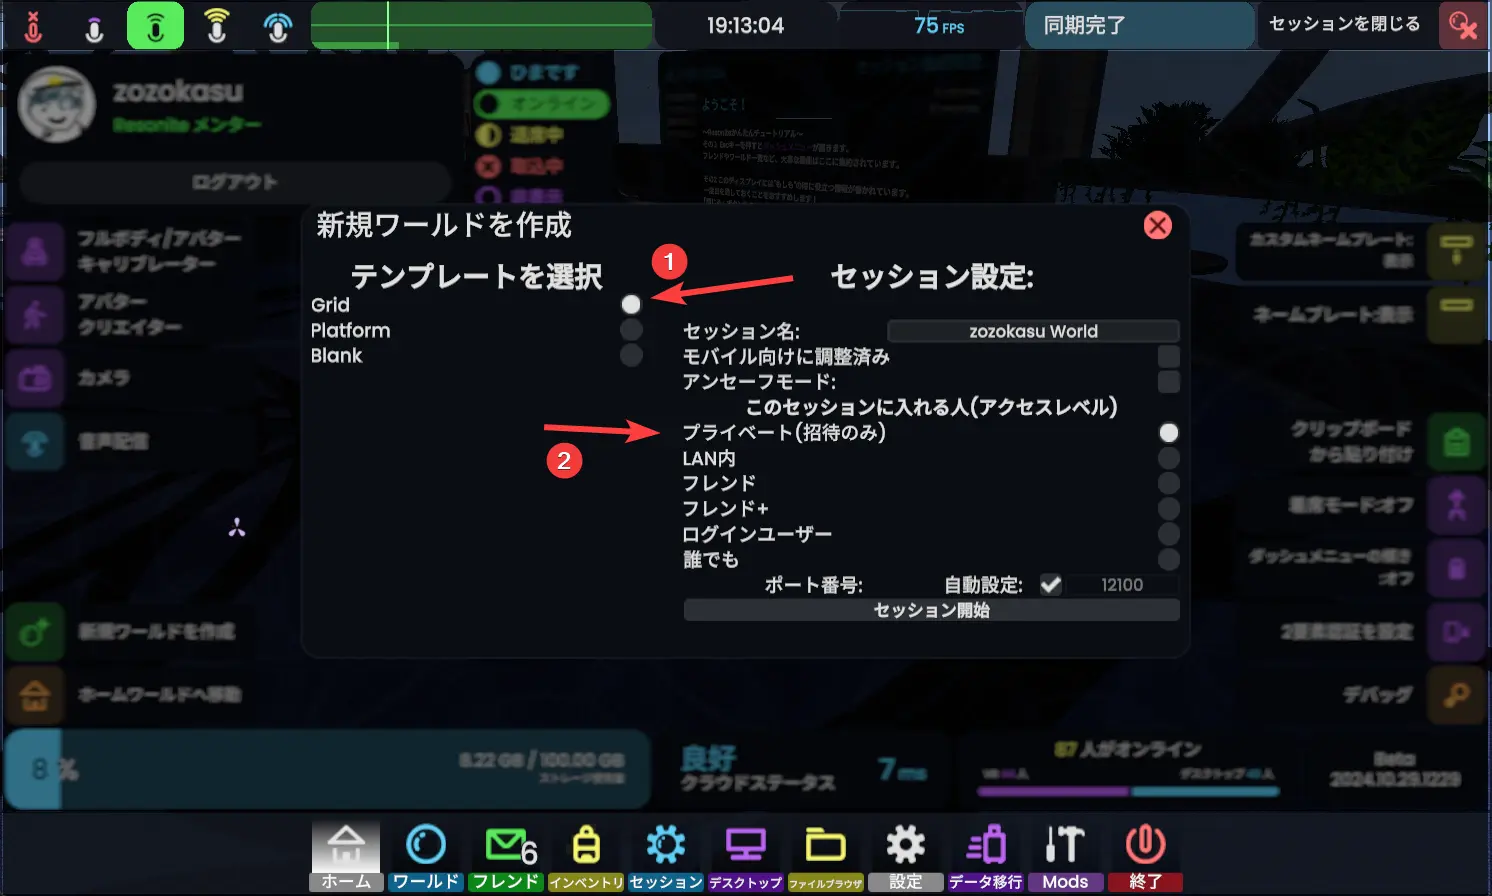 19:13:04
75 FPS
同期完了
セッションを閉じる
zozokasu
Resonite メンター
ログアウト
ひまです
オンライン
退席中
取込中
非表示
ようこそ！
フルボディ/アバター
キャリブレーター
アバター
クリエイター
カメラ
音声配信
新規ワールドを作成
ホームワールドへ移動
新規ワールドを作成
テンプレートを選択
Grid
Platform
Blank
1
2
セッション設定:
セッション名:
zozokasu World
モバイル向けに調整済み
アンセーフモード:
このセッションに入れる人(アクセスレベル)
プライベート(招待のみ)
LAN内
フレンド
フレンド+
ログインユーザー
誰でも
ポート番号:
自動設定:
12100
セッション開始
カスタムネームプレート:
表示
ネームプレート:表示
クリップボード
から貼り付け
着席モード:オフ
ダッシュメニューの傾き
:オフ
2要素認証を設定
デバッグ
8 %
8.22 GB / 100.00 GB
ストレージ使用量
良好
クラウドステータス
7ms
87 人がオンライン
Beta
2024.10.29.1229
6
ホーム
ワールド
フレンド
インベントリ
セッション
デスクトップ
ファイルブラウザ
設定
データ移行
Mods
終了